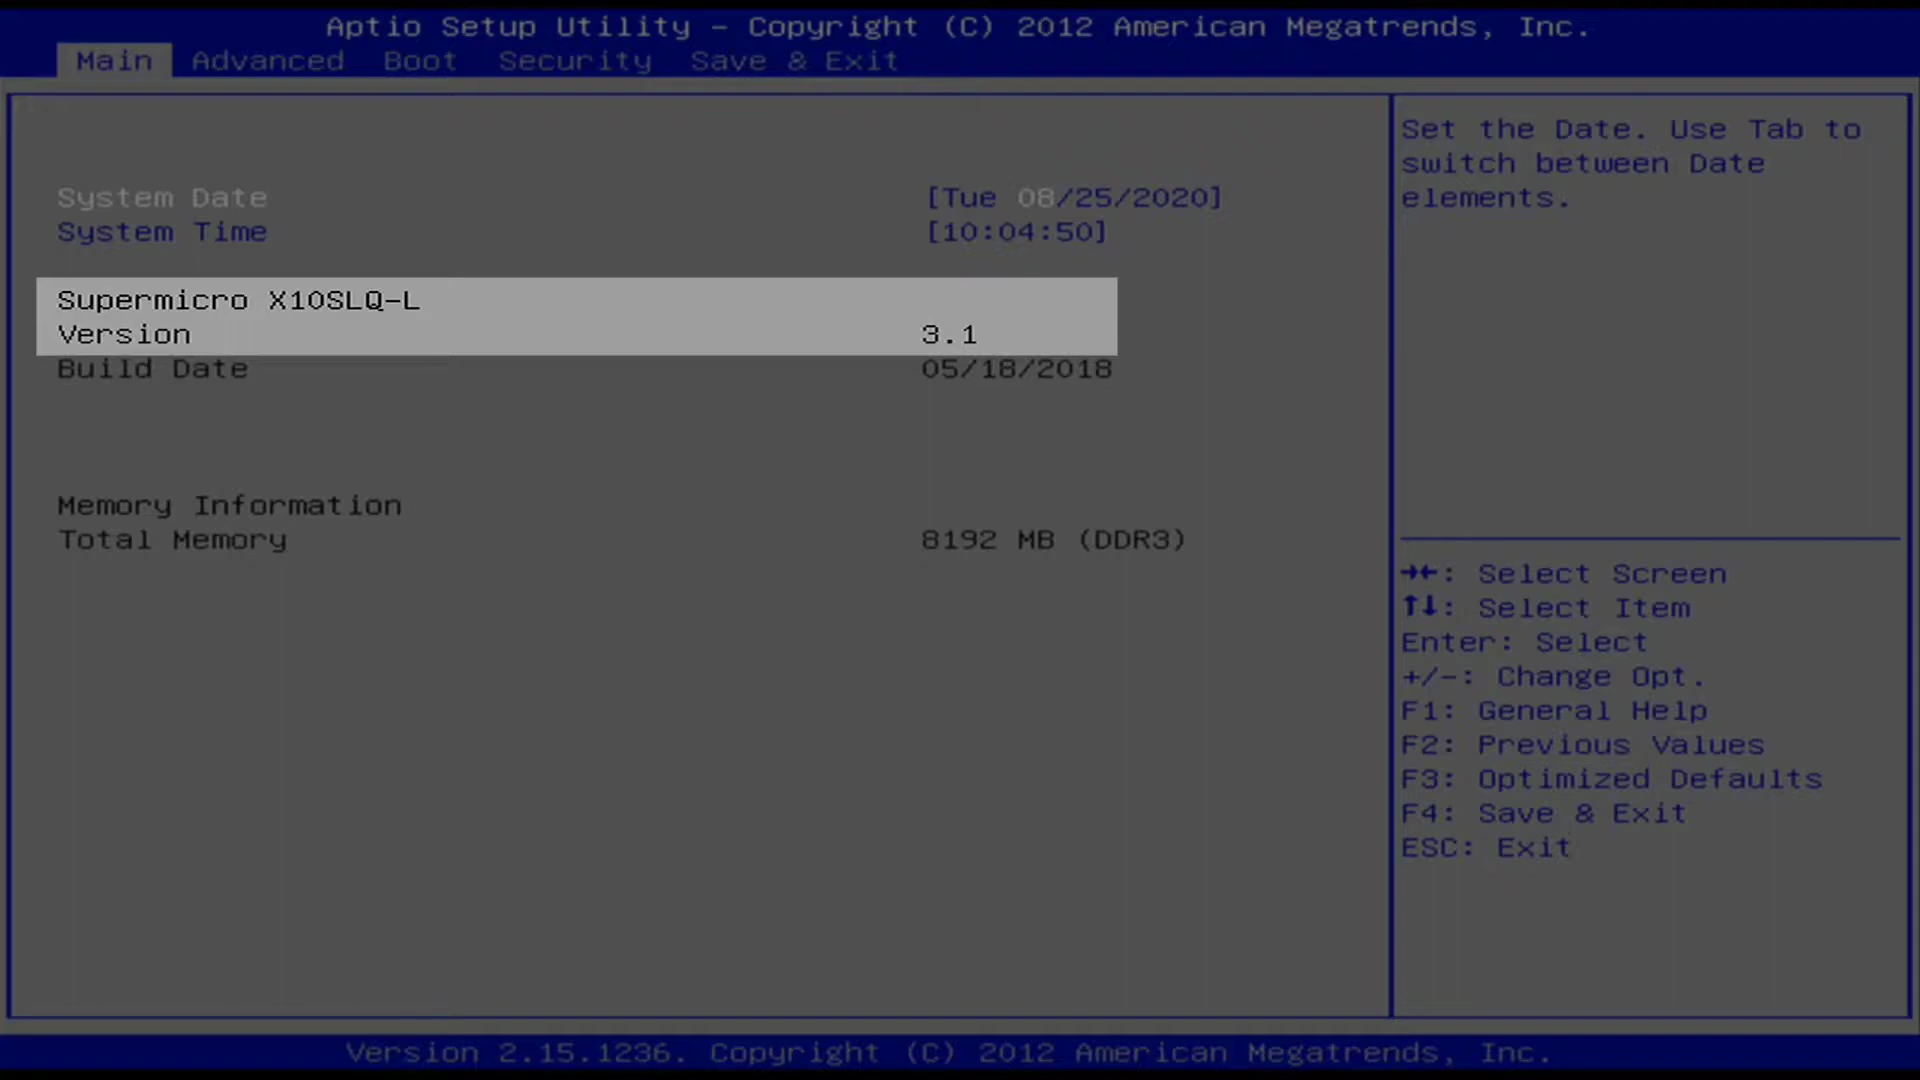 Aptio Setup Utility – Copyright (C) 2012 American Megatrends, Inc.
Main Advanced Boot Security Save & Exit
System Date [Tue 08/25/2020]
System Time [10:04:50]
Supermicro X10SLQ-L
Version 3.1
Build Date 05/18/2018
Memory Information
Total Memory 8192 MB (DDR3)
Set the Date. Use Tab to
switch between Date
elements.
→←: Select Screen
↑↓: Select Item
Enter: Select
+/-: Change Opt.
F1: General Help
F2: Previous Values
F3: Optimized Defaults
F4: Save & Exit
ESC: Exit
Version 2.15.1236. Copyright (C) 2012 American Megatrends, Inc.